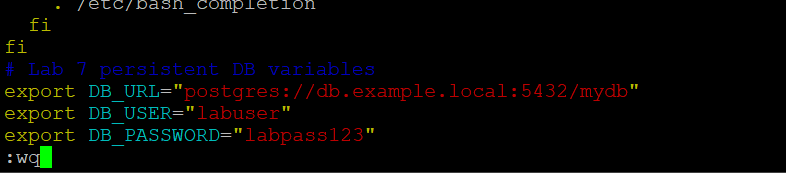 . /etc/bash_completion
fi
fi
# Lab 7 persistent DB variables
export DB_URL="postgres://db.example.local:5432/mydb"
export DB_USER="labuser"
export DB_PASSWORD="labpass123"
:wq